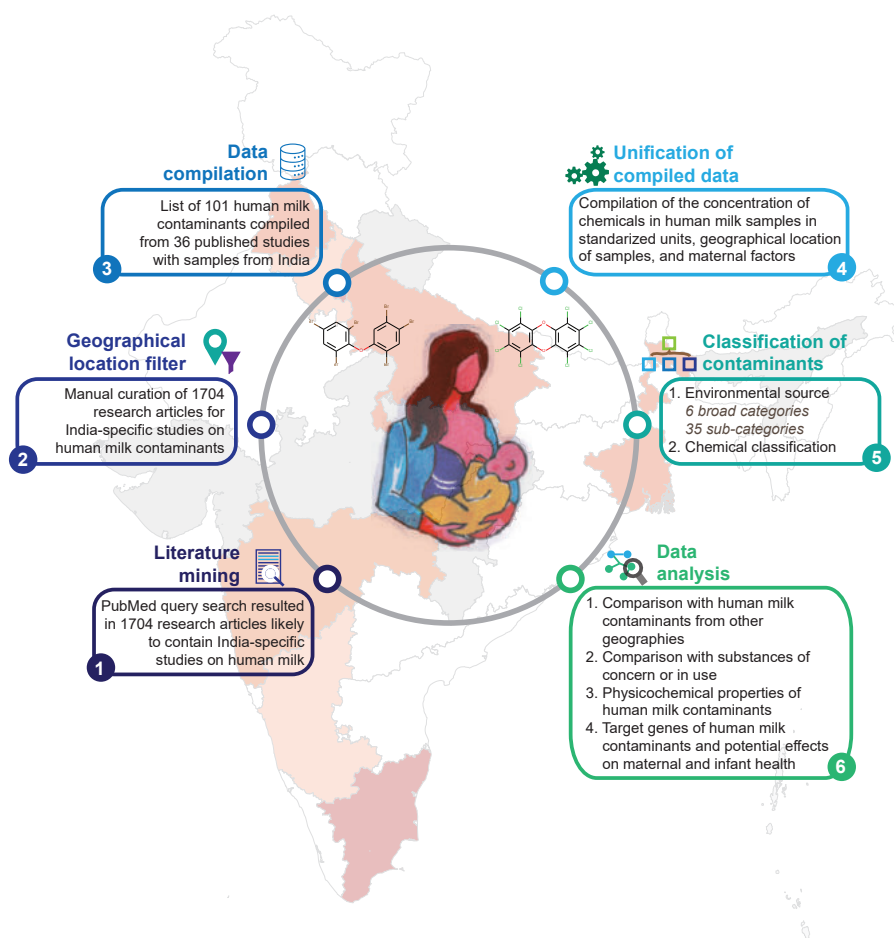 Data
compilation
List of 101 human milk
contaminants compiled
from 36 published studies
with samples from India
3
Unification of
compiled data
Compilation of the concentration of
chemicals in human milk samples in
standarized units, geographical location
of samples, and maternal factors
4
Geographical
location filter
Manual curation of 1704
research articles for
India-specific studies on
human milk contaminants
2
Classification of
contaminants
1. Environmental source
6 broad categories
35 sub-categories
2. Chemical classification
5
Literature
mining
PubMed query search resulted
in 1704 research articles likely
to contain India-specific
studies on human milk
1
Data
analysis
1. Comparison with human milk
contaminants from other
geographies
2. Comparison with substances of
concern or in use
3. Physicochemical properties of
human milk contaminants
4. Target genes of human milk
contaminants and potential effects
on maternal and infant health
6